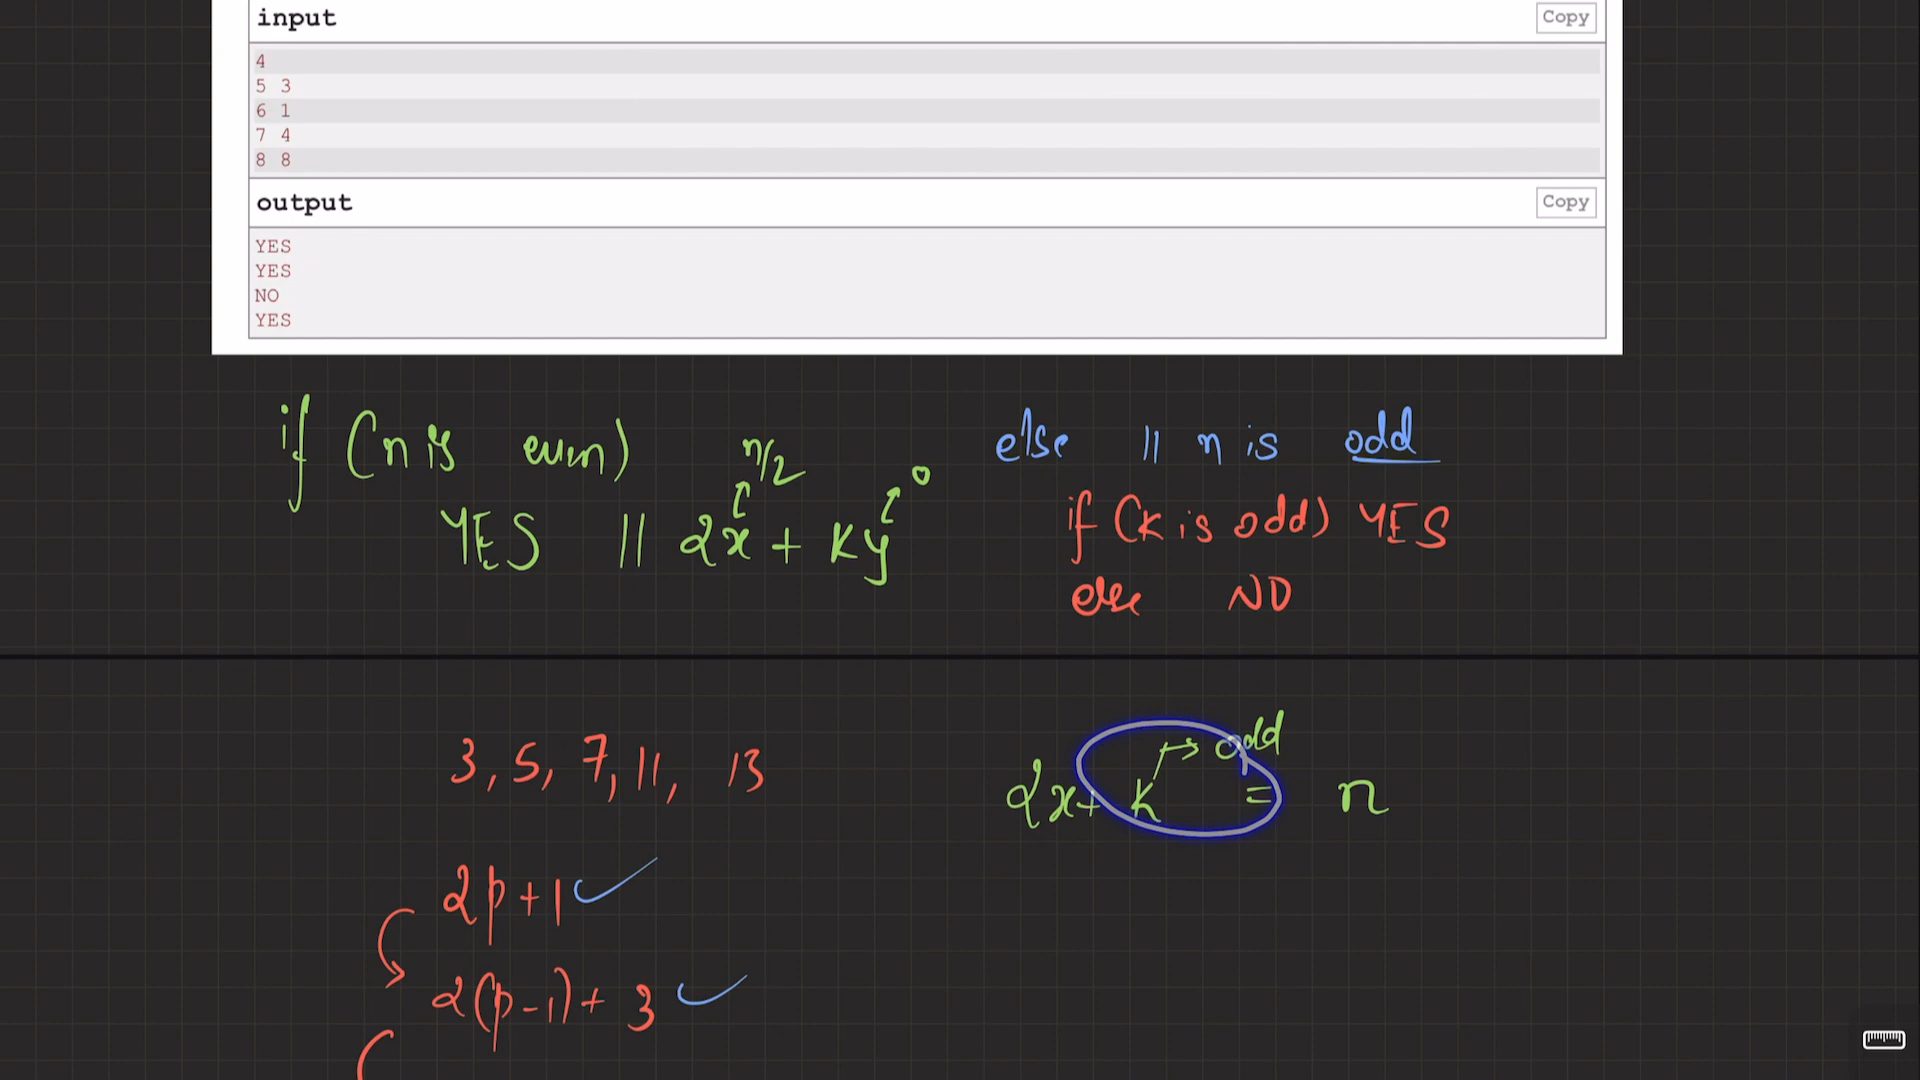 input
Copy
4
5 3
6 1
7 4
8 8
output
Copy
YES
YES
NO
YES
if (n is even)
n/2
0
YES // 2x + Ky
else // n is odd
if (K is odd) YES
else NO
3, 5, 7, 11, 13
odd
2x + K = n
2p + 1
2(p-1) + 3